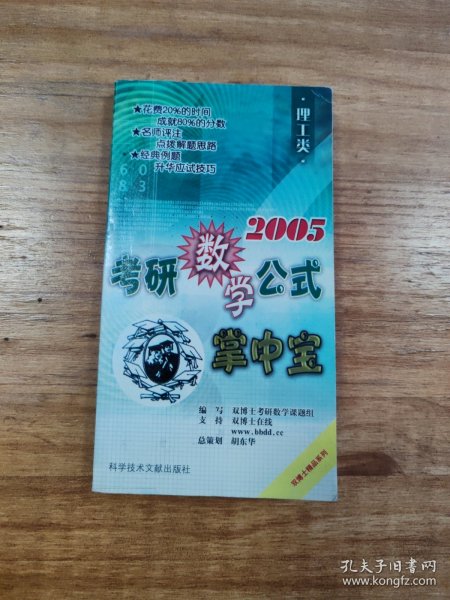 ★花费20%的时间
成就80%的分数
★名师评注
点拨解题思路
★经典例题
升华应试技巧
·理工类·
2005
考研数学公式
掌中宝
编 写 双博士考研数学课题组
支 持 双博士在线
www.bbdd.cc
总策划 胡东华
科学技术文献出版社
双博士精品系列
孔夫子旧书网
www.kongfz.com